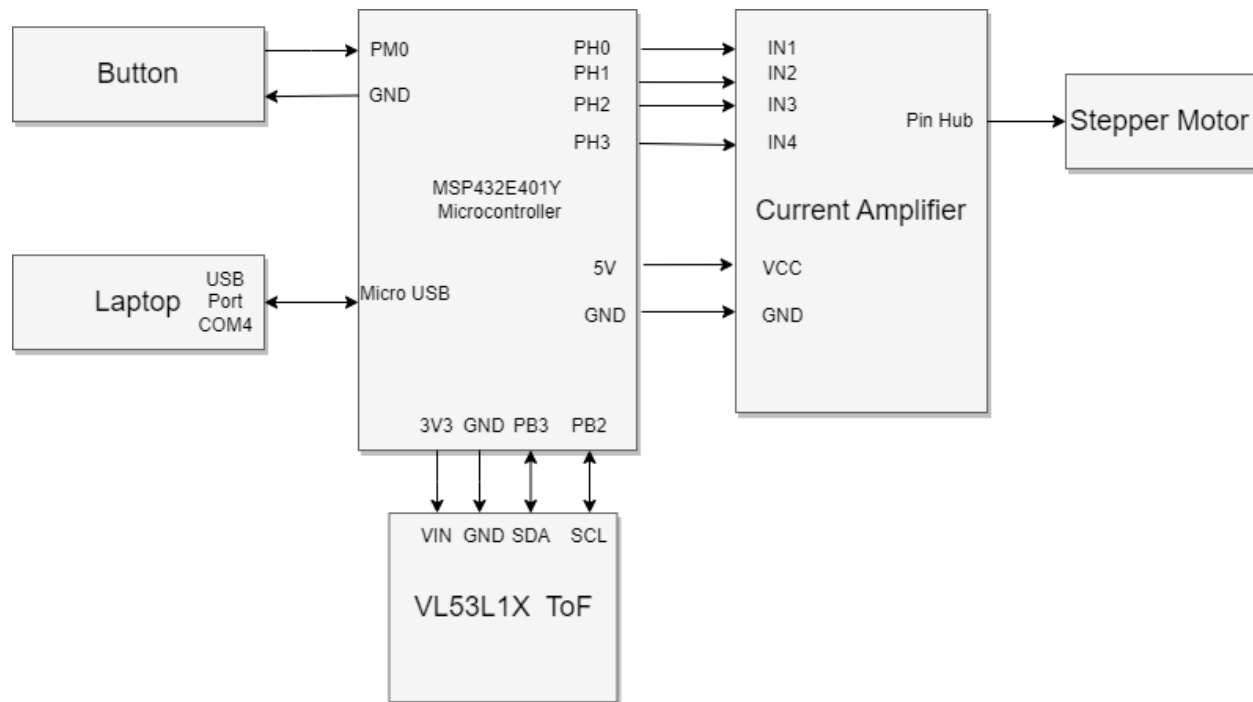 Button
PM0
GND
PH0
PH1
PH2
PH3
MSP432E401Y
Microcontroller
5V
GND
Micro USB
3V3 GND PB3 PB2
IN1
IN2
IN3
IN4
Pin Hub
Current Amplifier
VCC
GND
Stepper Motor
Laptop
USB
Port
COM4
VIN GND SDA SCL
VL53L1X ToF